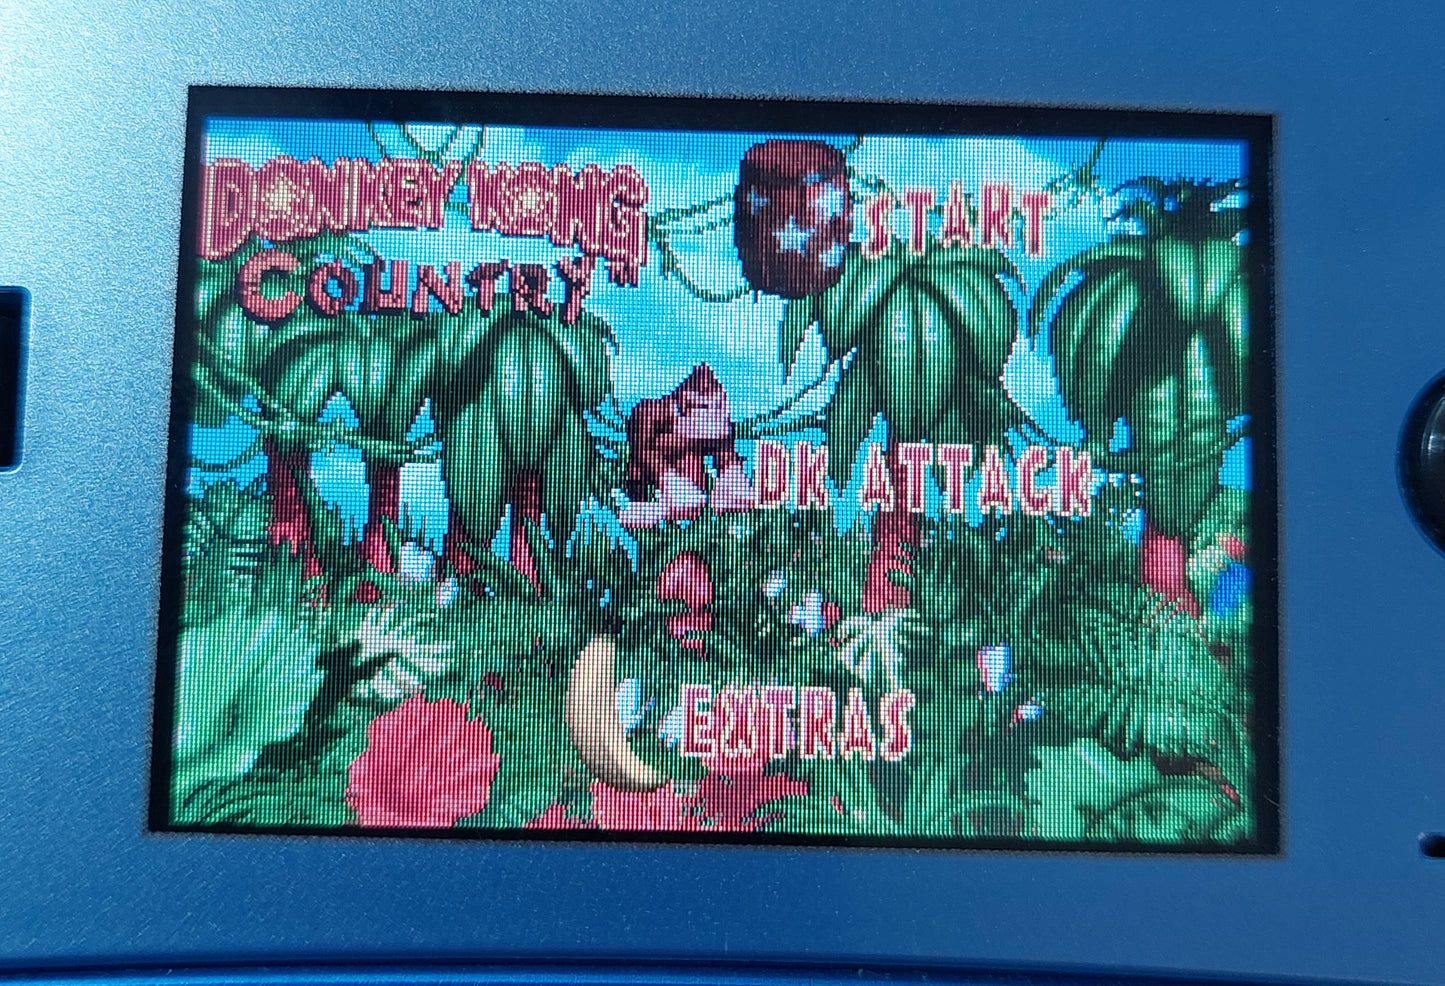 DONKEY KONG
COUNTRY
START
DK ATTACK
EXTRAS